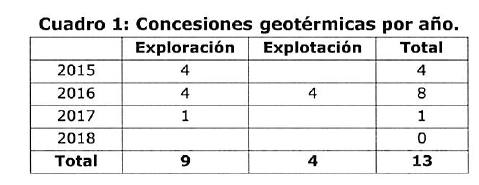 Cuadro 1: Concesiones geotérmicas por año.
Exploración Explotación Total
2015 4 4
2016 4 4 8
2017 1 1
2018 0
Total 9 4 13